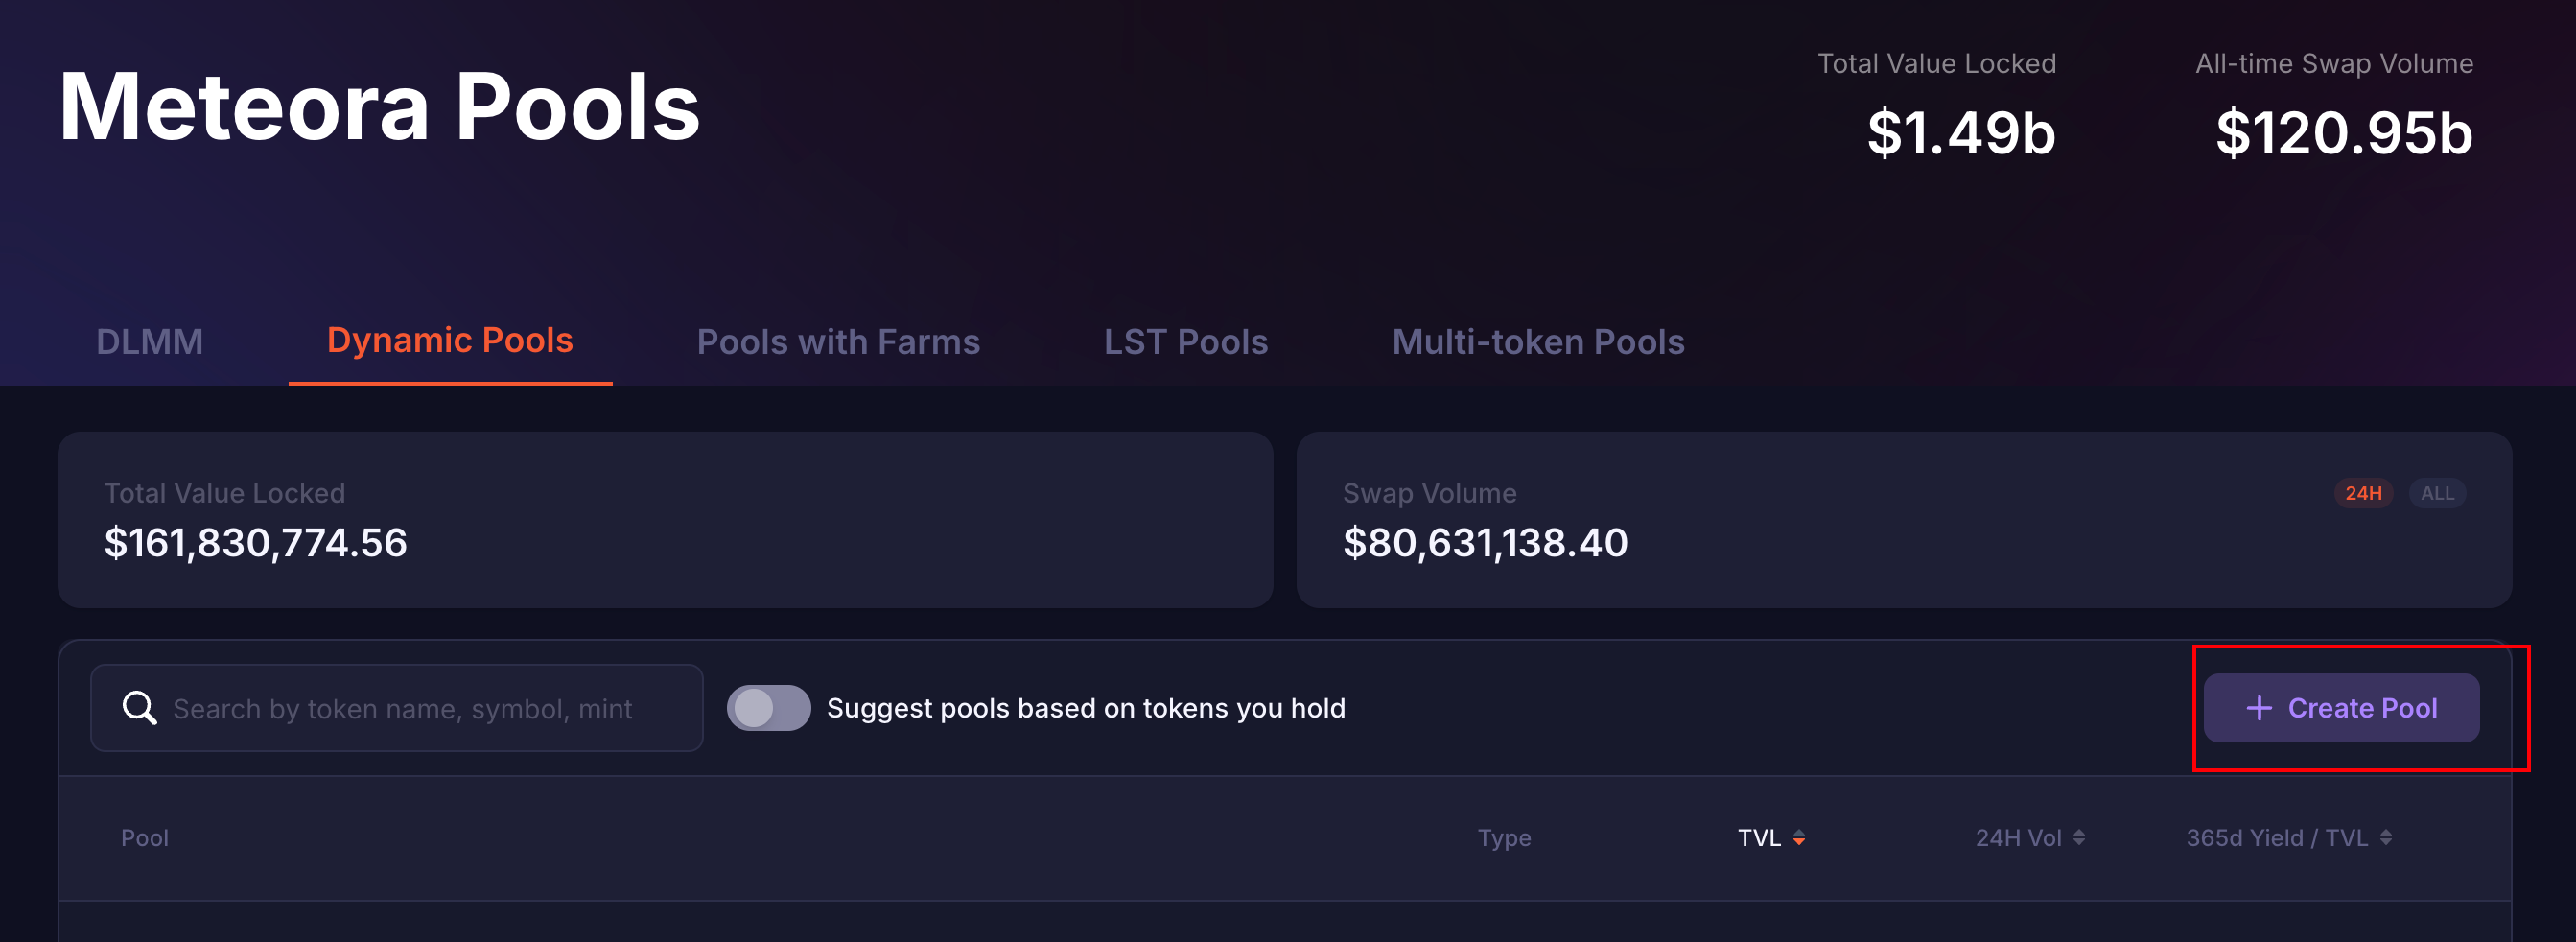 Meteora Pools
Total Value Locked
$1.49b
All-time Swap Volume
$120.95b
DLMM
Dynamic Pools
Pools with Farms
LST Pools
Multi-token Pools
Total Value Locked
$161,830,774.56
Swap Volume
24H
ALL
$80,631,138.40
Search by token name, symbol, mint
Suggest pools based on tokens you hold
+ Create Pool
Pool
Type
TVL
24H Vol
365d Yield / TVL